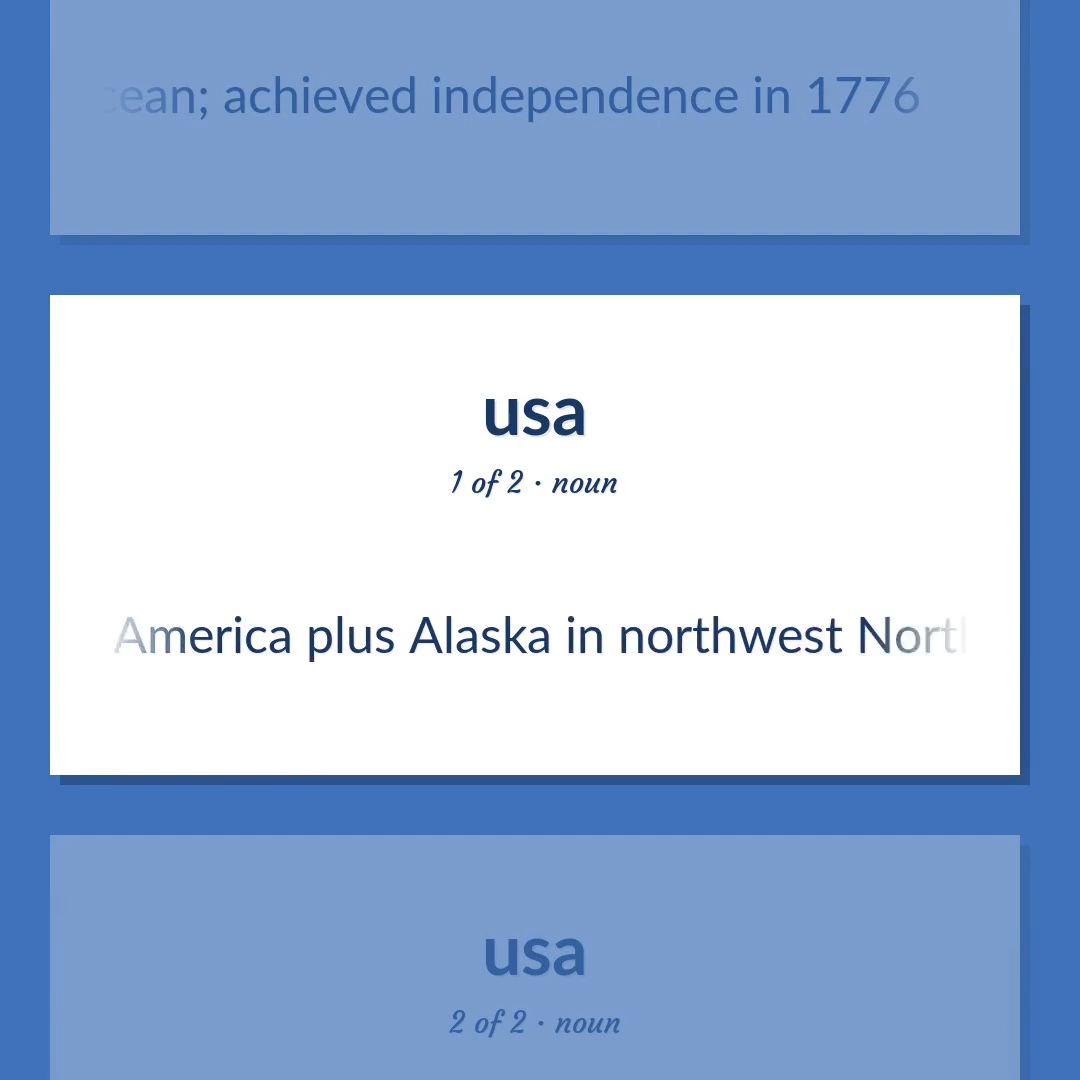 ean; achieved independence in 1776
usa
1 of 2 · noun
America plus Alaska in northwest Nort
usa
2 of 2 · noun